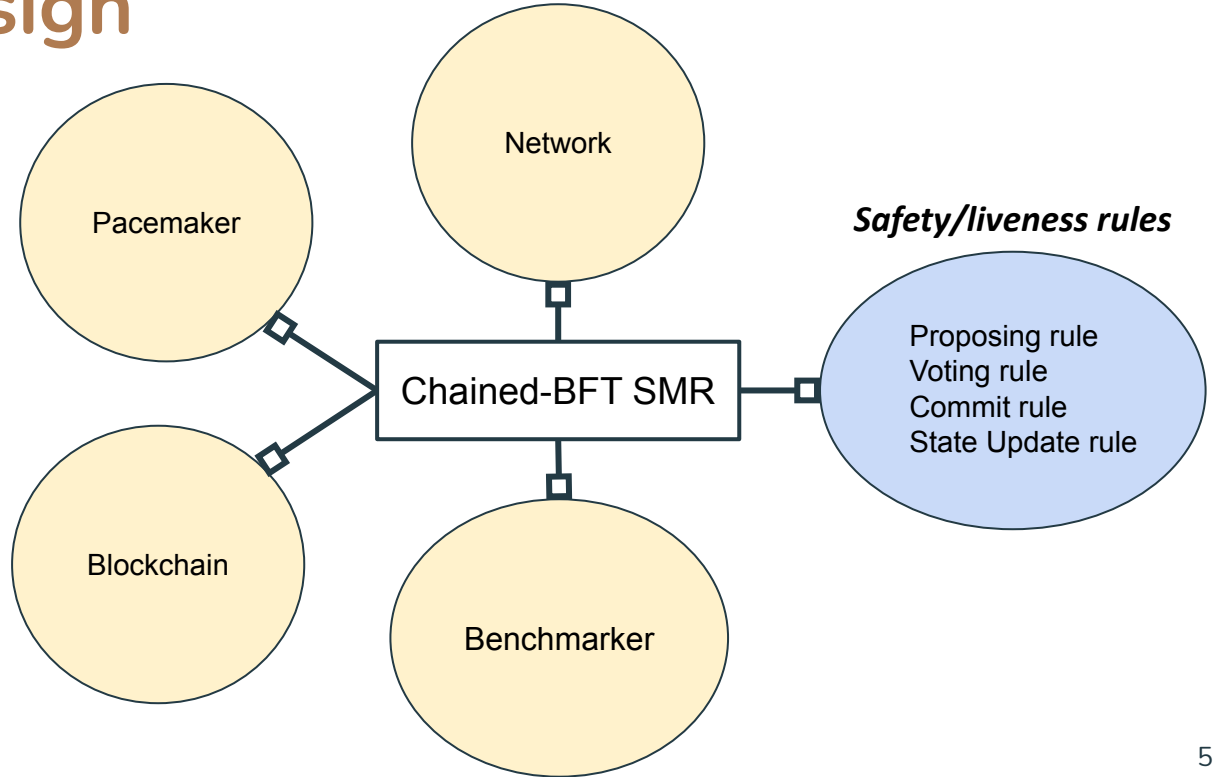 sign
Network
Pacemaker
Safety/liveness rules
Proposing rule
Voting rule
Commit rule
State Update rule
Chained-BFT SMR
Blockchain
Benchmarker
5